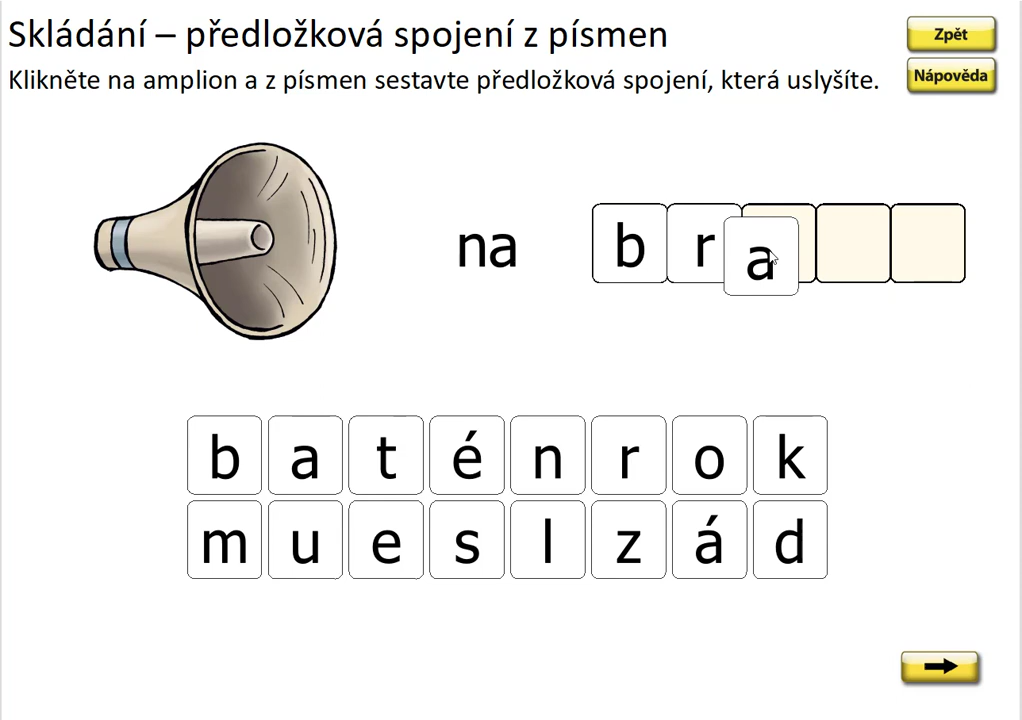 Skládání – předložková spojení z písmen
Zpět
Klikněte na amplion a z písmen sestavte předložková spojení, která uslyšíte.
Nápověda
na b r a
b a t é n r o k
m u e s l z á d